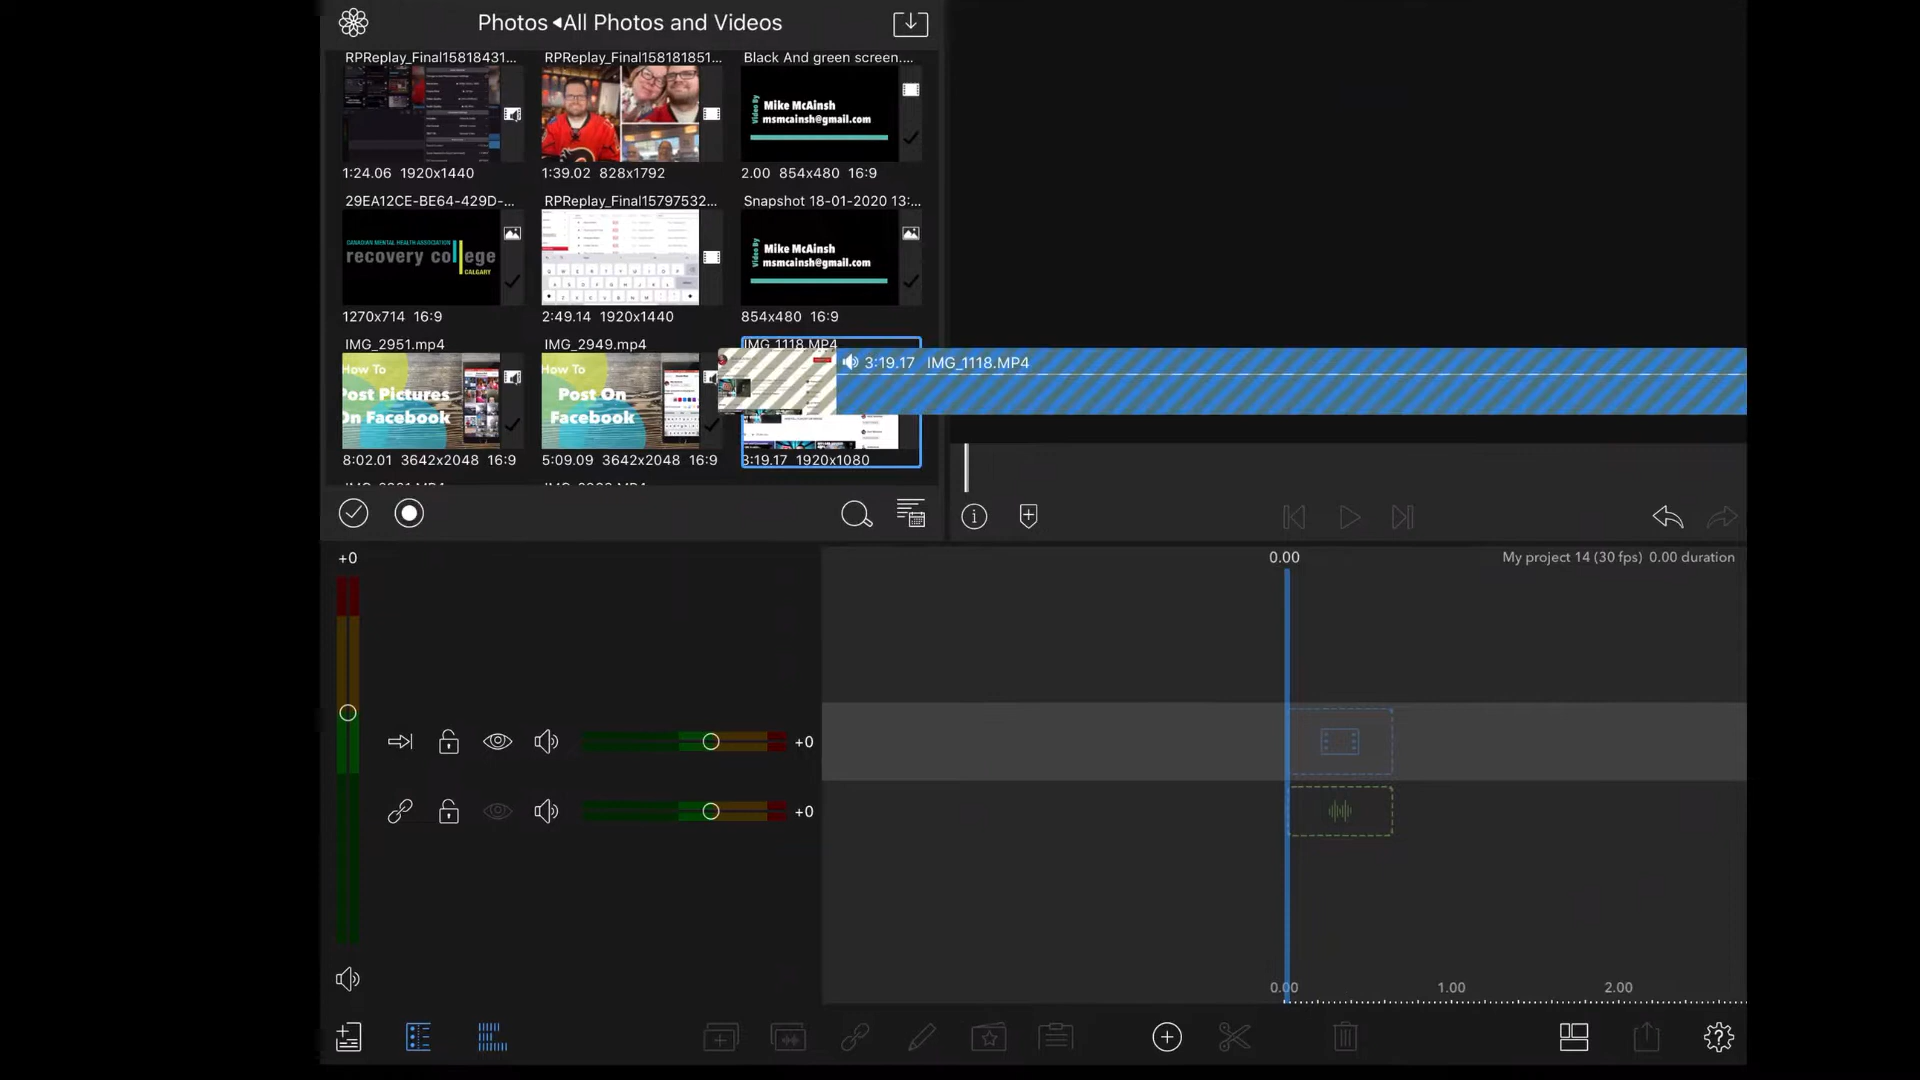 Photos ◂All Photos and Videos
RPReplay_Final15818431...
RPReplay_Final158181851...
Black And green screen....
Video By
Mike McAinsh
msmcainsh@gmail.com
1:24.06 1920x1440
1:39.02 828x1792
2.00 854x480 16:9
29EA12CE-BE64-429D-...
RPReplay_Final15797532...
Snapshot 18-01-2020 13:...
CANADIAN MENTAL HEALTH ASSOCIATION
recovery college
CALGARY
Video By
Mike McAinsh
msmcainsh@gmail.com
1270x714 16:9
2:49.14 1920x1440
854x480 16:9
IMG_2951.mp4
IMG_2949.mp4
IMG_1118.MP4
3:19.17 IMG_1118.MP4
How To
Post Pictures
On Facebook
How To
Post On
Facebook
8:02.01 3642x2048 16:9
5:09.09 3642x2048 16:9
3:19.17 1920x1080
+0
0.00
My project 14 (30 fps) 0.00 duration
+0
+0
0.00
1.00
2.00